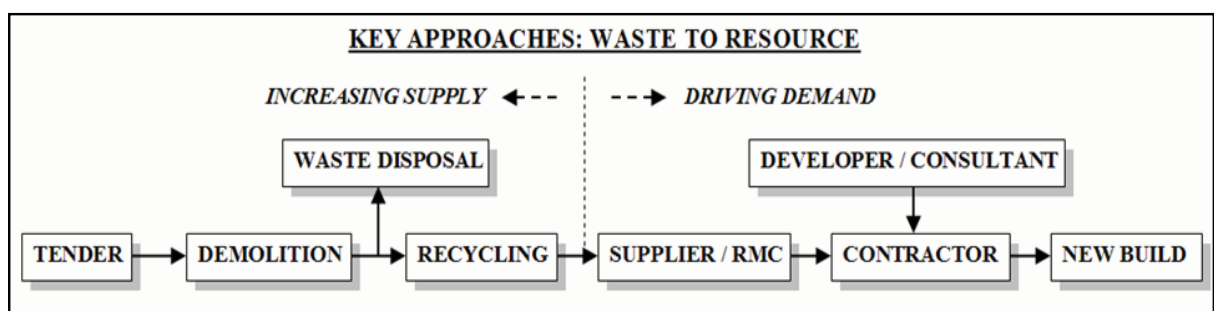 KEY APPROACHES: WASTE TO RESOURCE
INCREASING SUPPLY
DRIVING DEMAND
WASTE DISPOSAL
DEVELOPER / CONSULTANT
TENDER
DEMOLITION
RECYCLING
SUPPLIER / RMC
CONTRACTOR
NEW BUILD